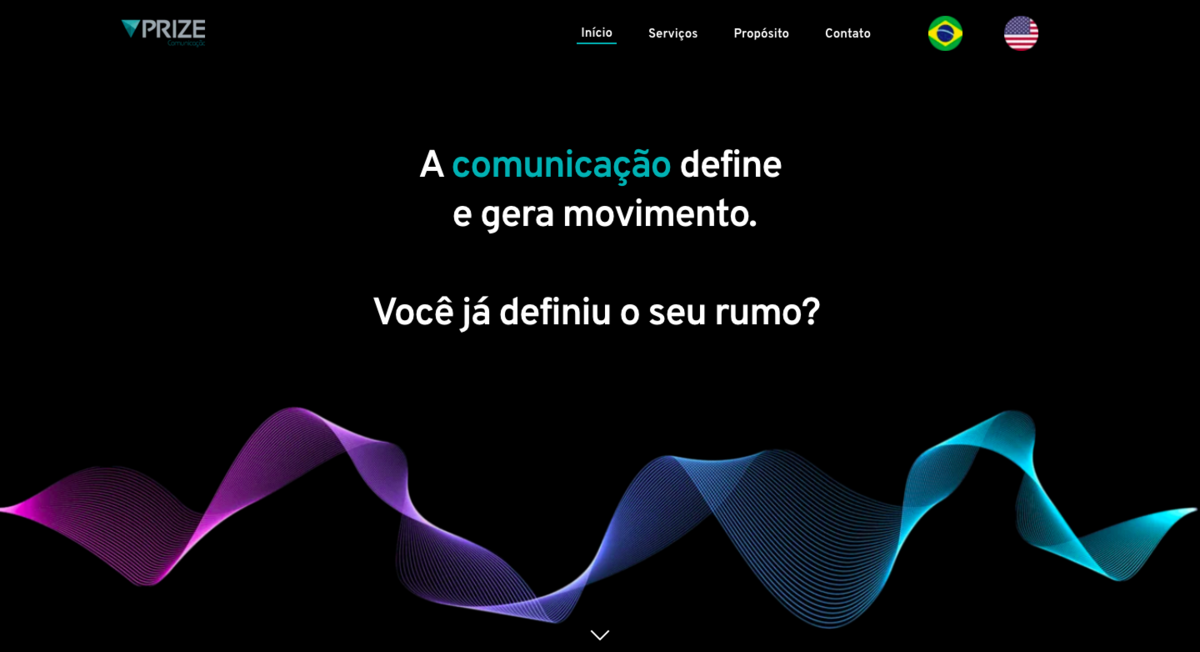 PRIZE
Comunicação
Início
Serviços
Propósito
Contato
A comunicação define
e gera movimento.
Você já definiu o seu rumo?